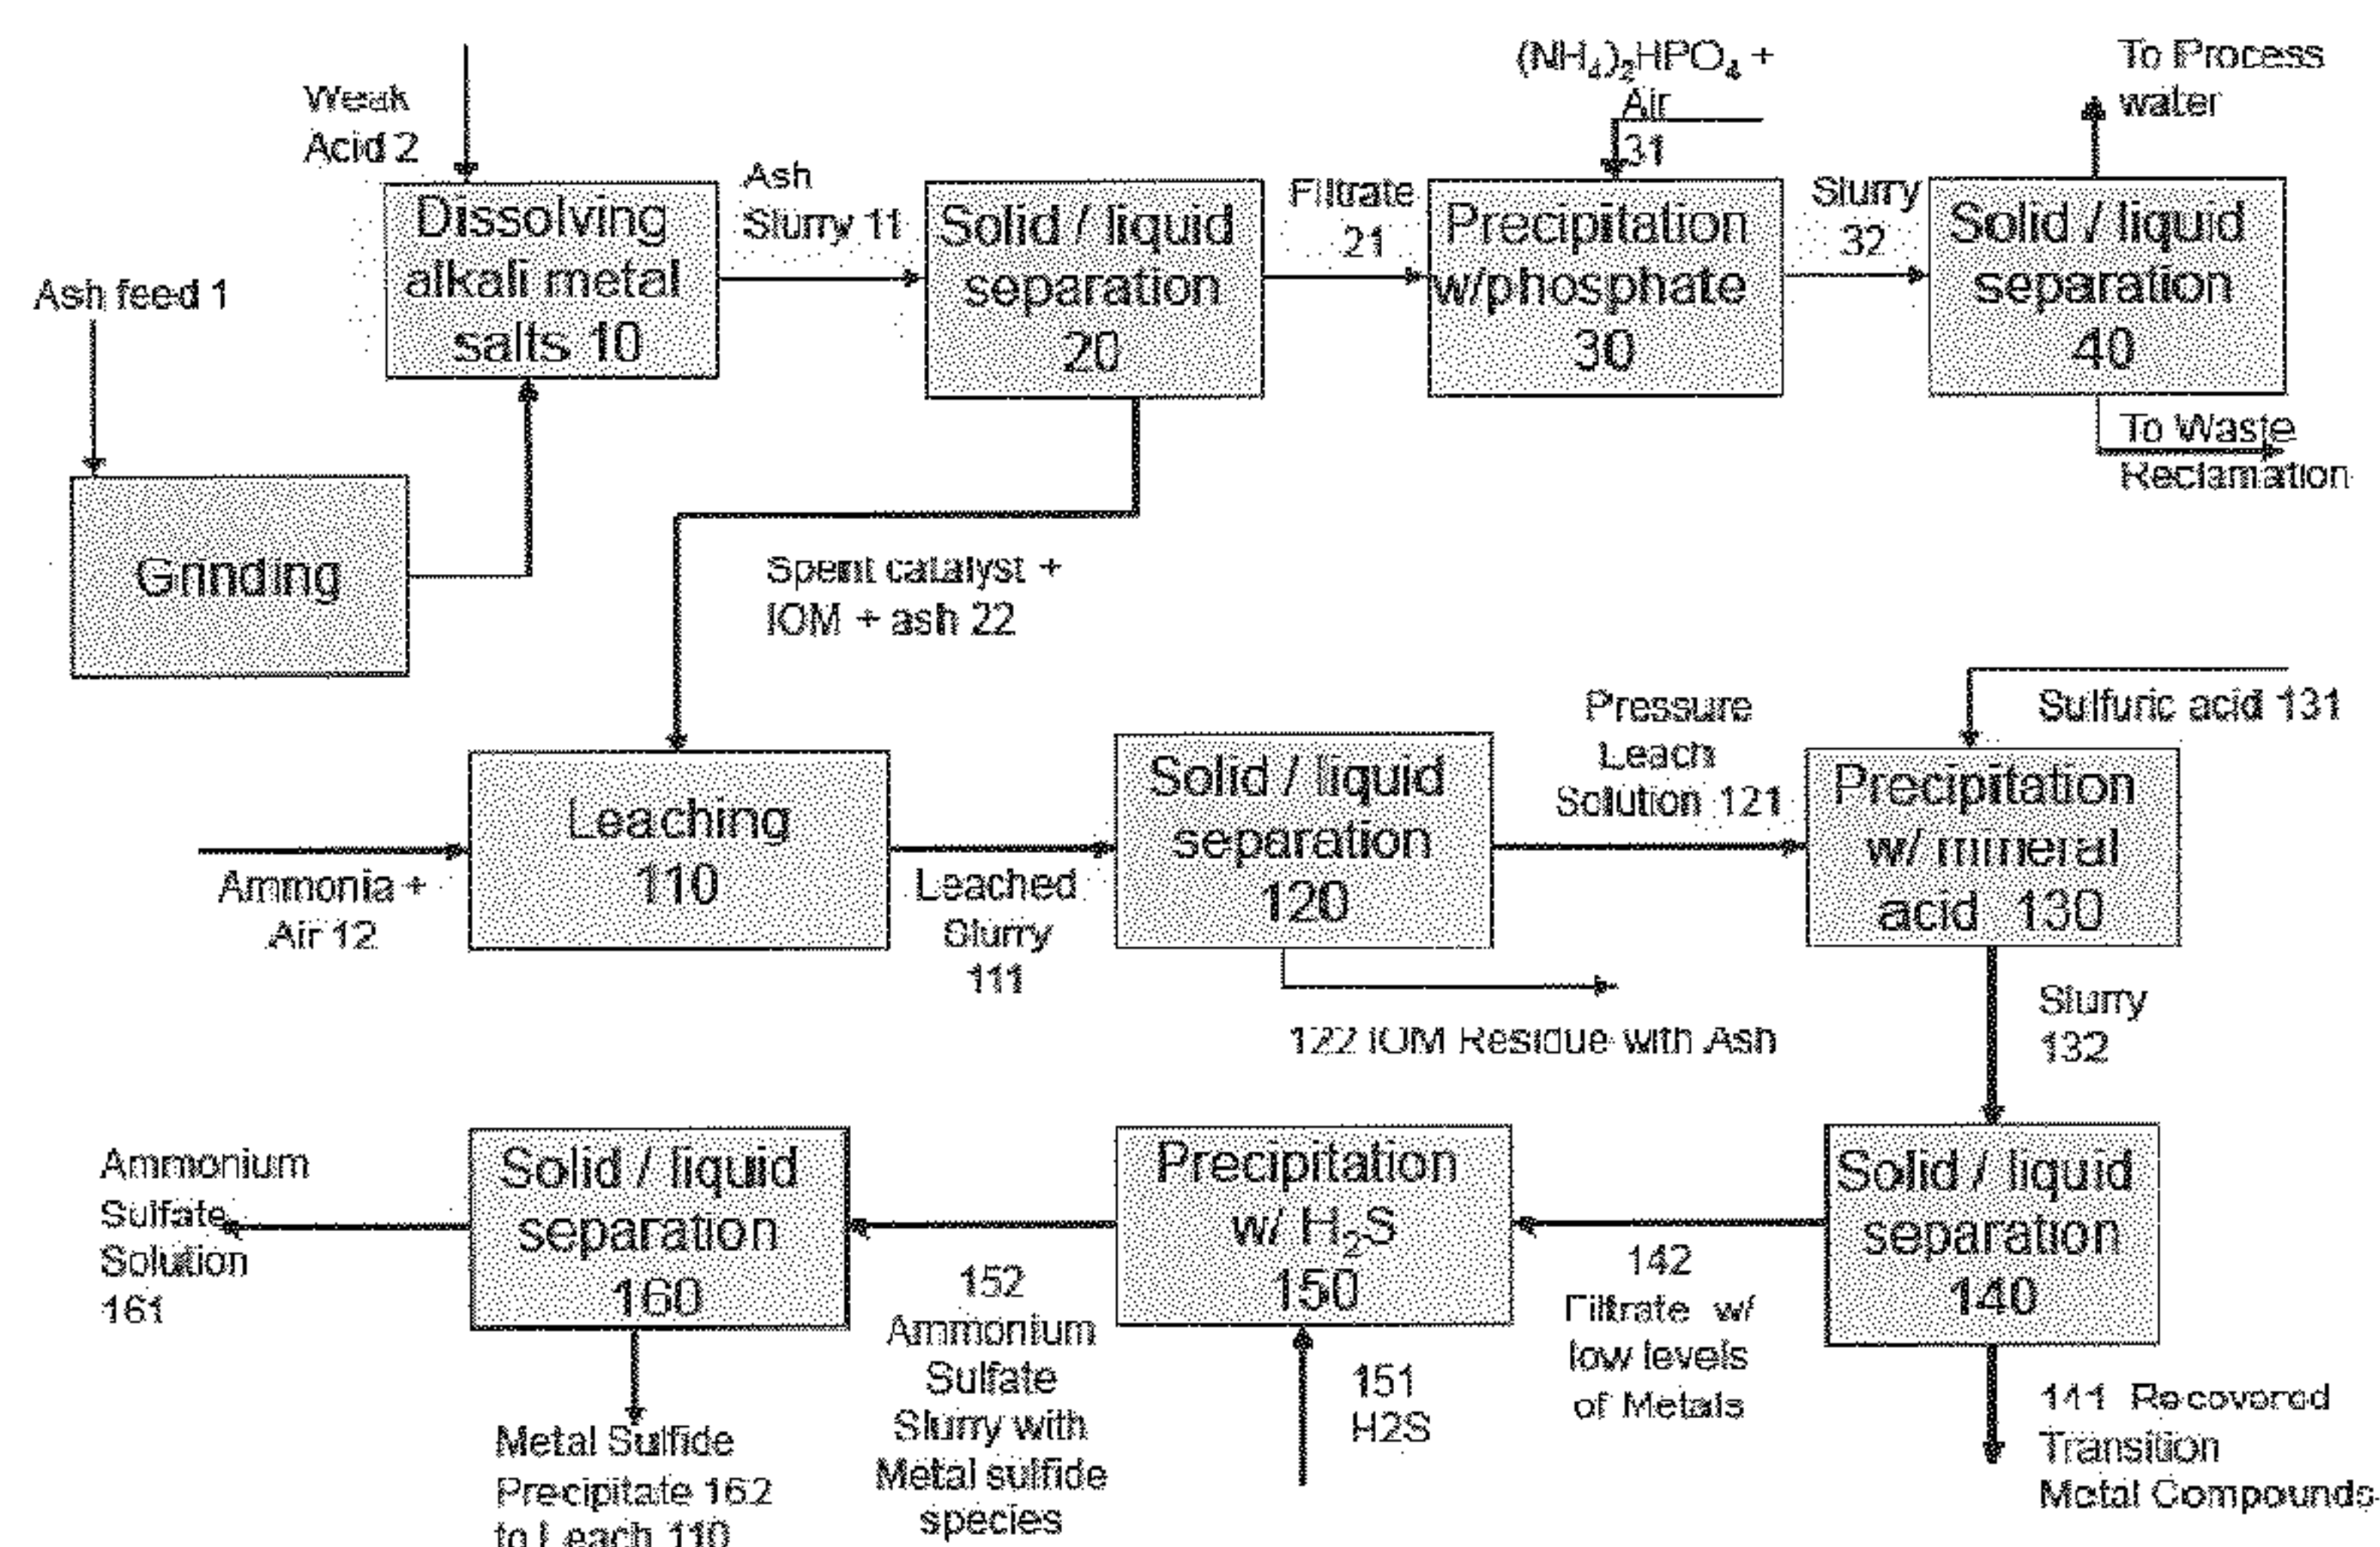 Weak
Acid 2
(NH4)2HPO4 +
Air
31
To Process
water
Ash feed 1
Dissolving
alkali metal
salts 10
Ash
Slurry 11
Solid / liquid
separation
20
Filtrate
21
Precipitation
w/phosphate
30
Slurry
32
Solid / liquid
separation
40
To Waste
Reclamation
Grinding
Spent catalyst +
IOM + ash 22
Ammonia +
Air 12
Leaching
110
Leached
Slurry
111
Solid / liquid
separation
120
122 IOM Residue with Ash
Pressure
Leach
Solution 121
Sulfuric acid 131
Precipitation
w/ mineral
acid 130
Slurry
132
Solid / liquid
separation
140
141 Recovered
Transition
Metal Compounds
142
Filtrate w/
low levels
of Metals
Precipitation
w/ H2S
150
151
H2S
152
Ammonium
Sulfate
Slurry with
Metal sulfide
species
Solid / liquid
separation
160
Ammonium
Sulfate
Solution
161
Metal Sulfide
Precipitate 162
to Leach 110